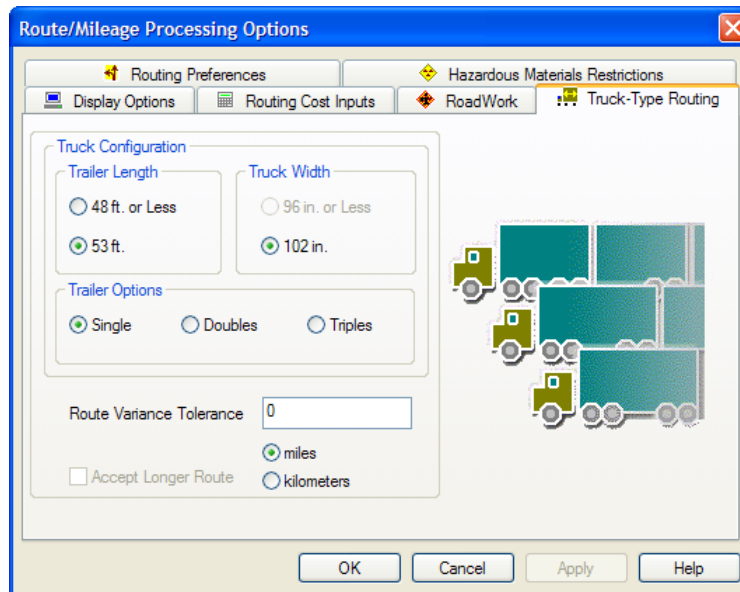 Route/Mileage Processing Options
Routing Preferences
Hazardous Materials Restrictions
Display Options
Routing Cost Inputs
RoadWork
Truck-Type Routing
Truck Configuration
Trailer Length
Truck Width
48 ft. or Less
96 in. or Less
53 ft.
102 in.
Trailer Options
Single
Doubles
Triples
Route Variance Tolerance
0
miles
Accept Longer Route
kilometers
OK
Cancel
Apply
Help